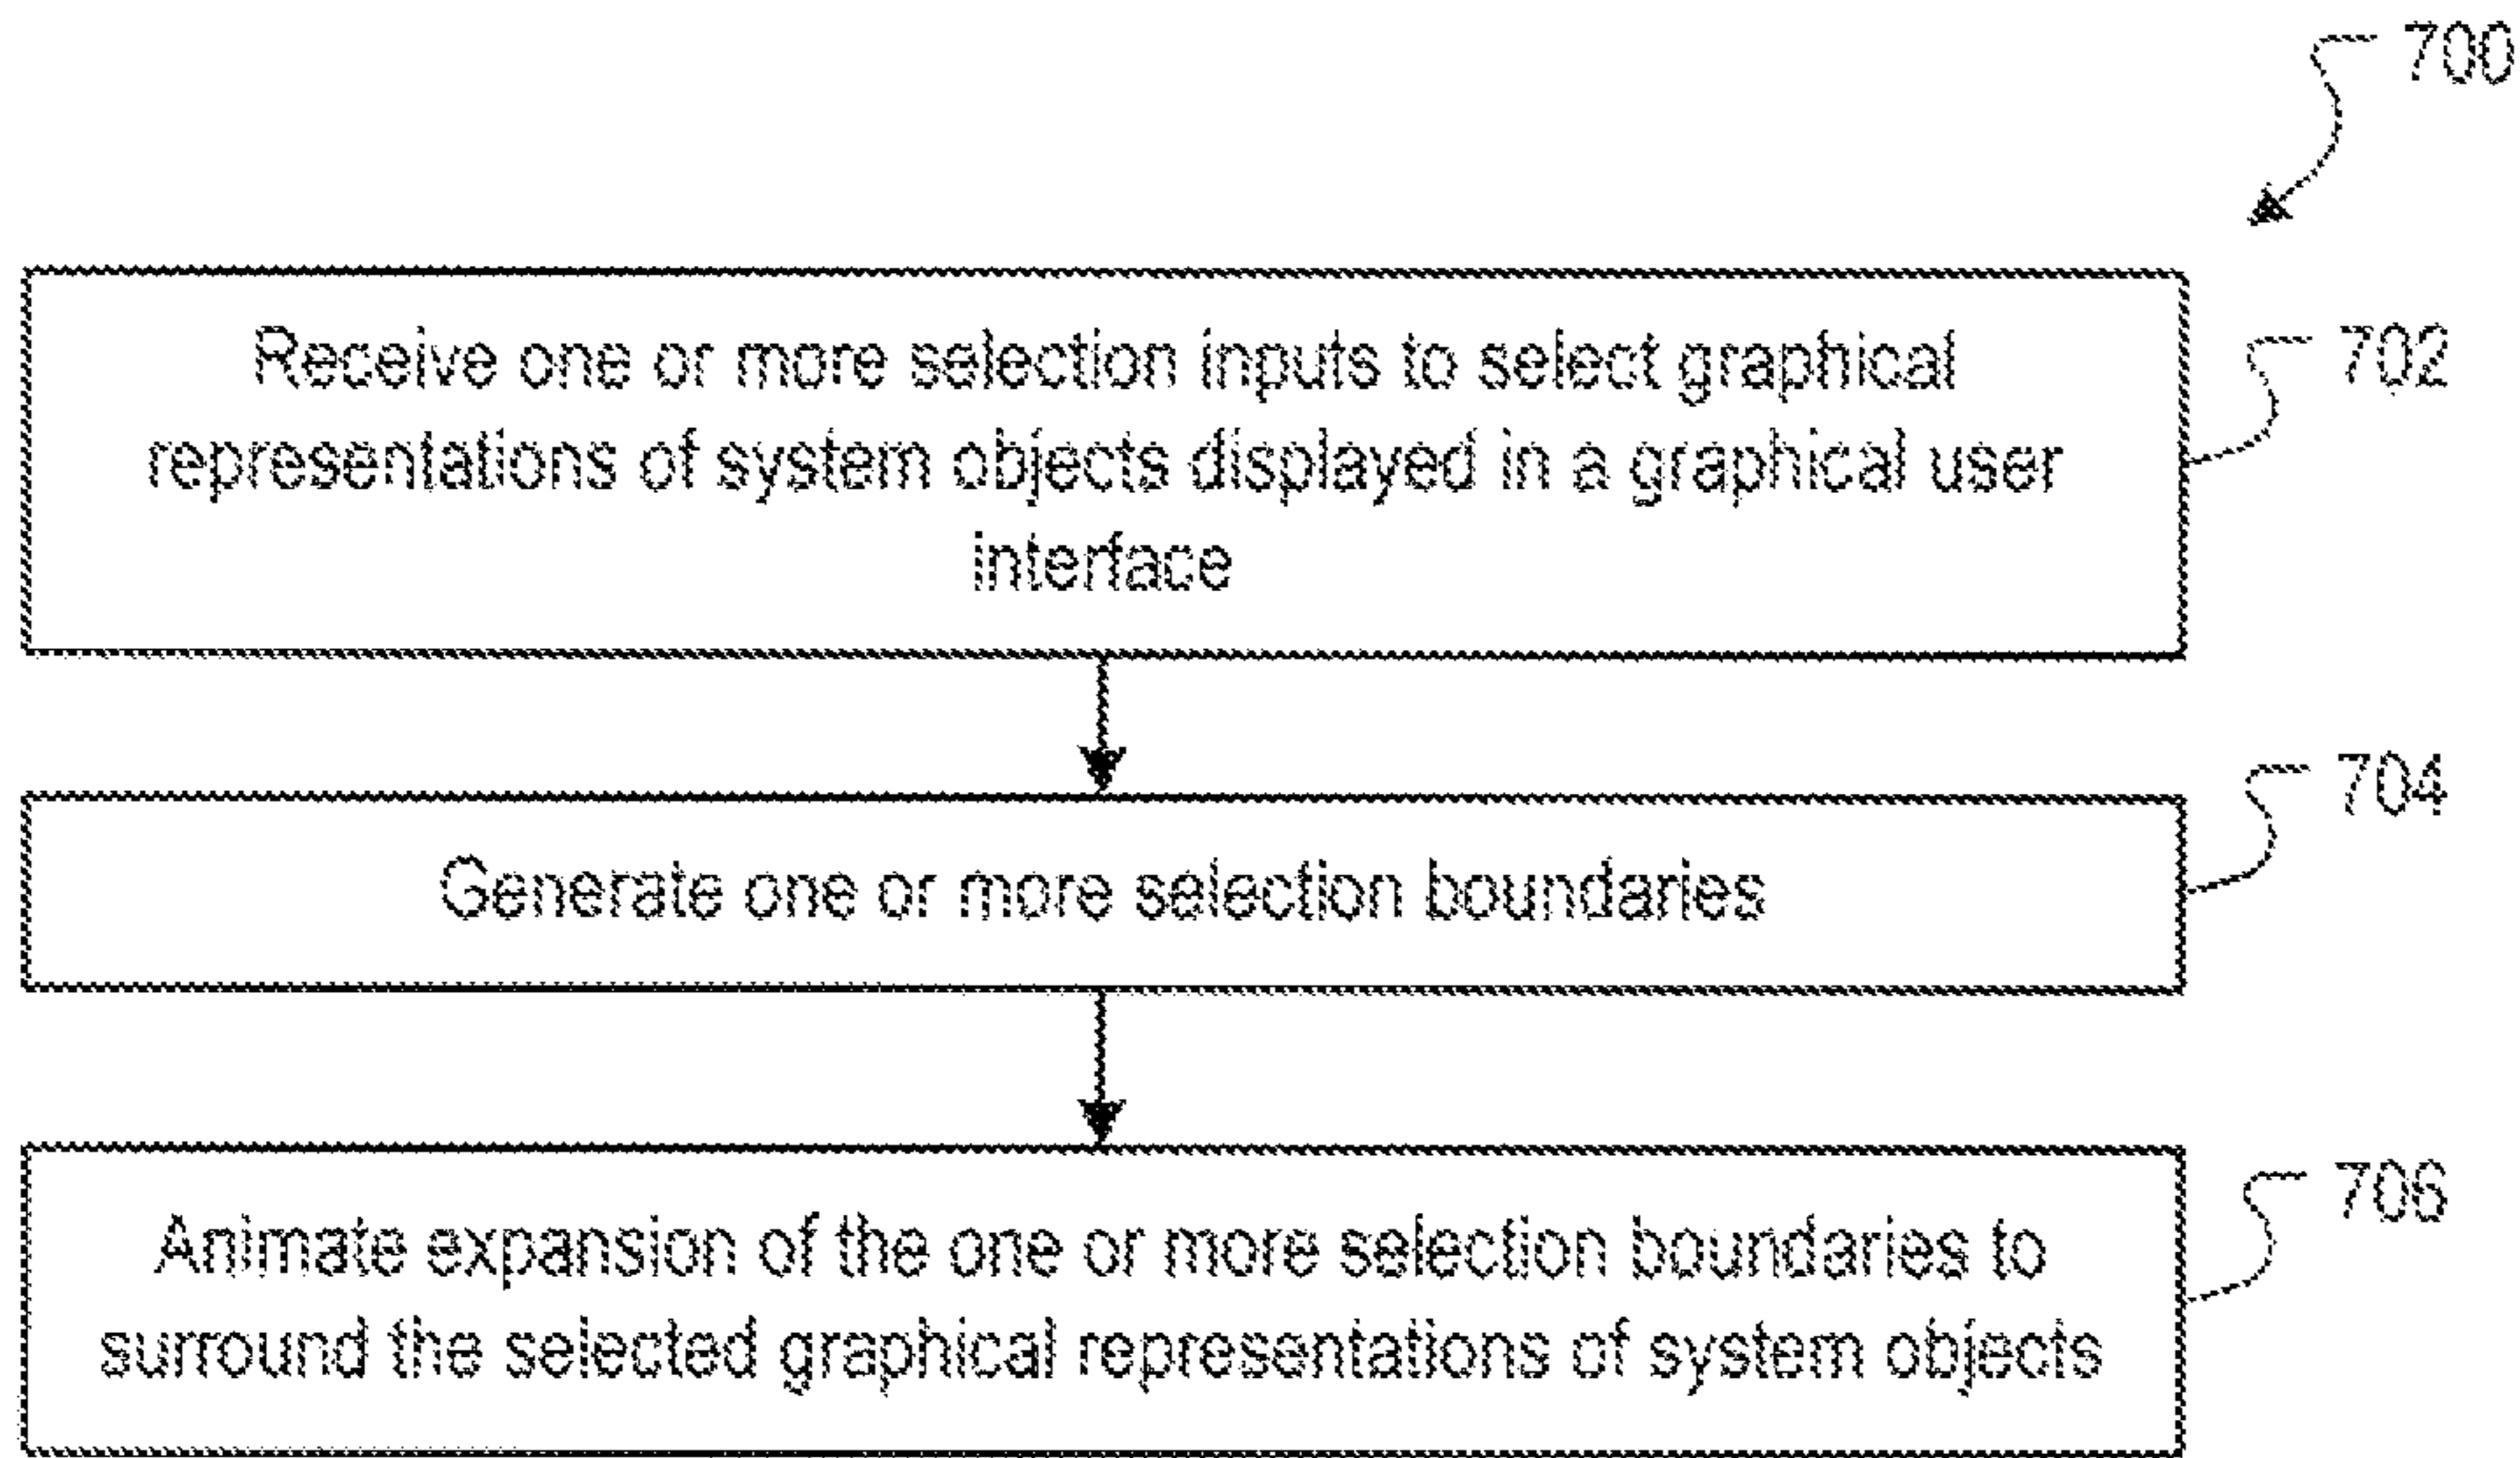 700
Receive one or more selection inputs to select graphical
702
representations of system objects displayed in a graphical user
interface
704
Generate one or more selection boundaries
706
Animate expansion of the one or more selection boundaries to
surround the selected graphical representations of system objects